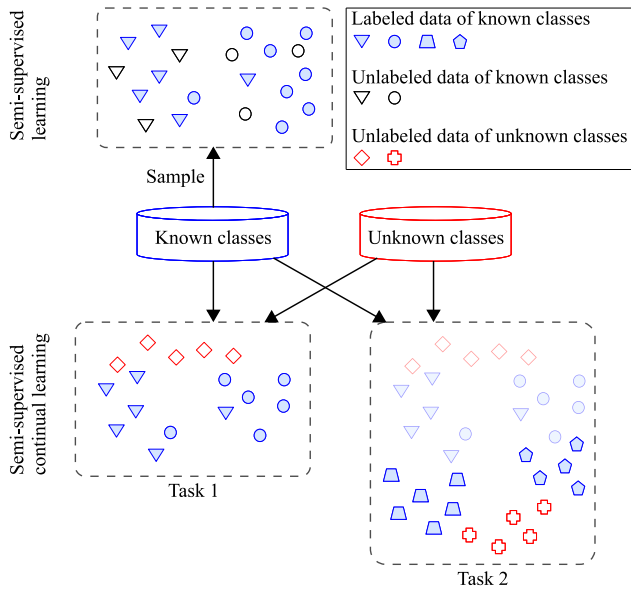 Semi-supervised
learning
Labeled data of known classes
Unlabeled data of known classes
Unlabeled data of unknown classes
Sample
Known classes
Unknown classes
Semi-supervised
continual learning
Task 1
Task 2